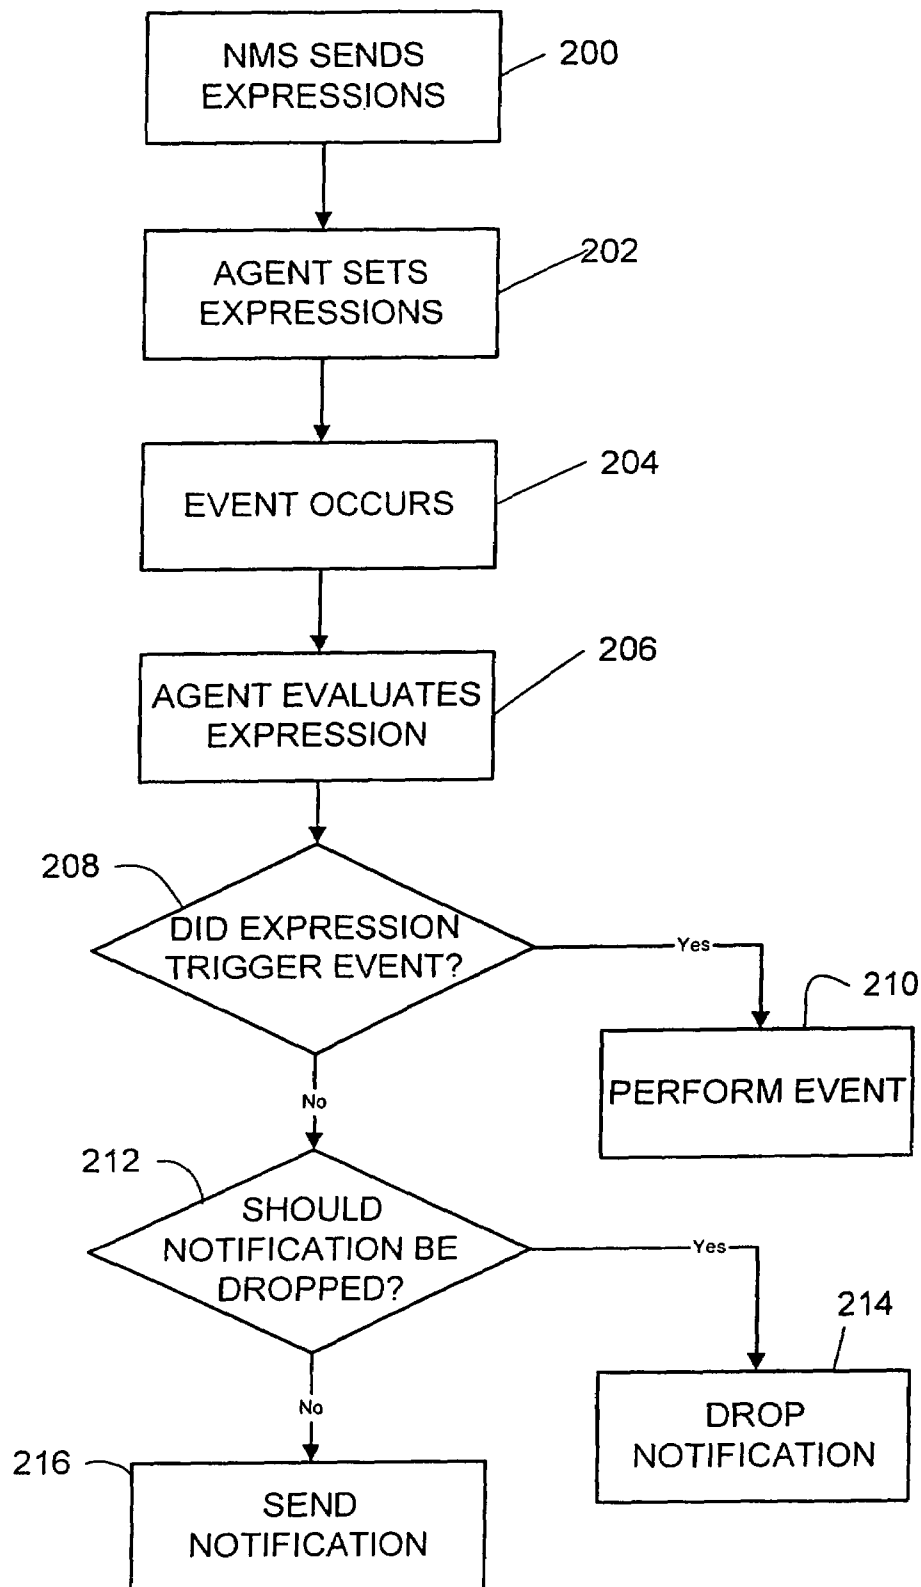 NMS SENDS
EXPRESSIONS
200
AGENT SETS
EXPRESSIONS
202
EVENT OCCURS
204
AGENT EVALUATES
EXPRESSION
206
208
DID EXPRESSION
TRIGGER EVENT?
Yes
210
PERFORM EVENT
No
212
SHOULD
NOTIFICATION BE
DROPPED?
Yes
214
DROP
NOTIFICATION
No
216
SEND
NOTIFICATION